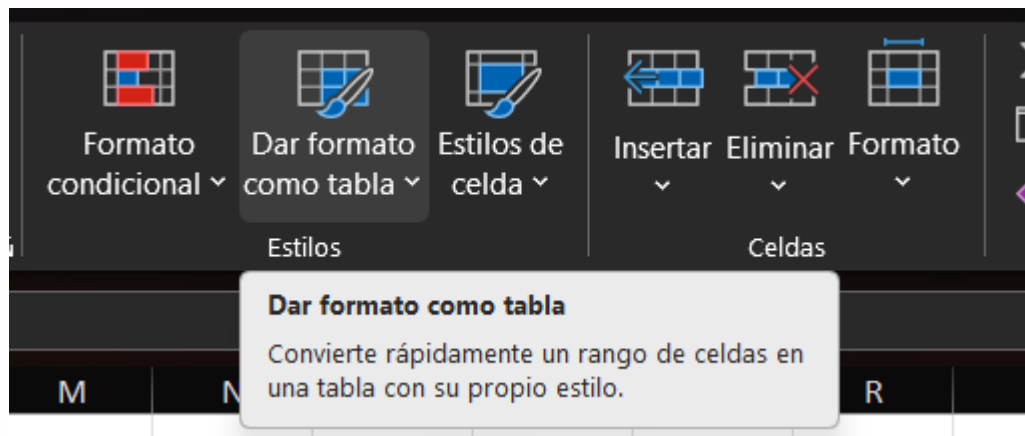 Formato
condicional
Dar formato
como tabla
Estilos de
celda
Insertar
Eliminar
Formato
Estilos
Celdas
Dar formato como tabla
Convierte rápidamente un rango de celdas en
una tabla con su propio estilo.
M
N
R